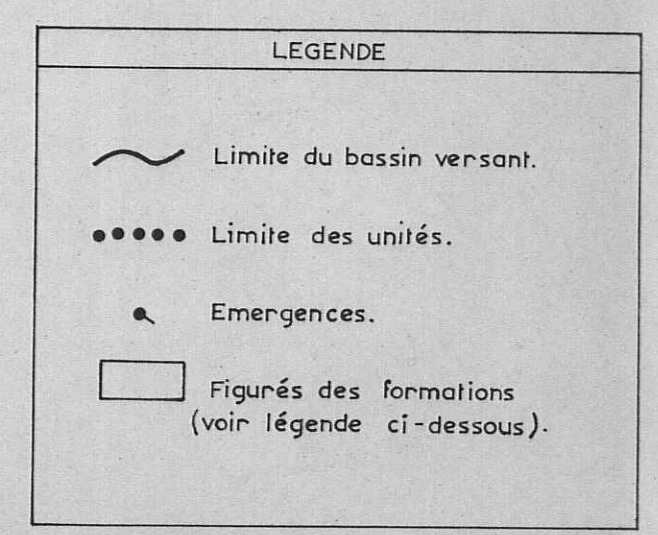 LEGENDE
Limite du bassin versant.
Limite des unités.
Emergences.
Figurés des formations
(voir légende ci-dessous).